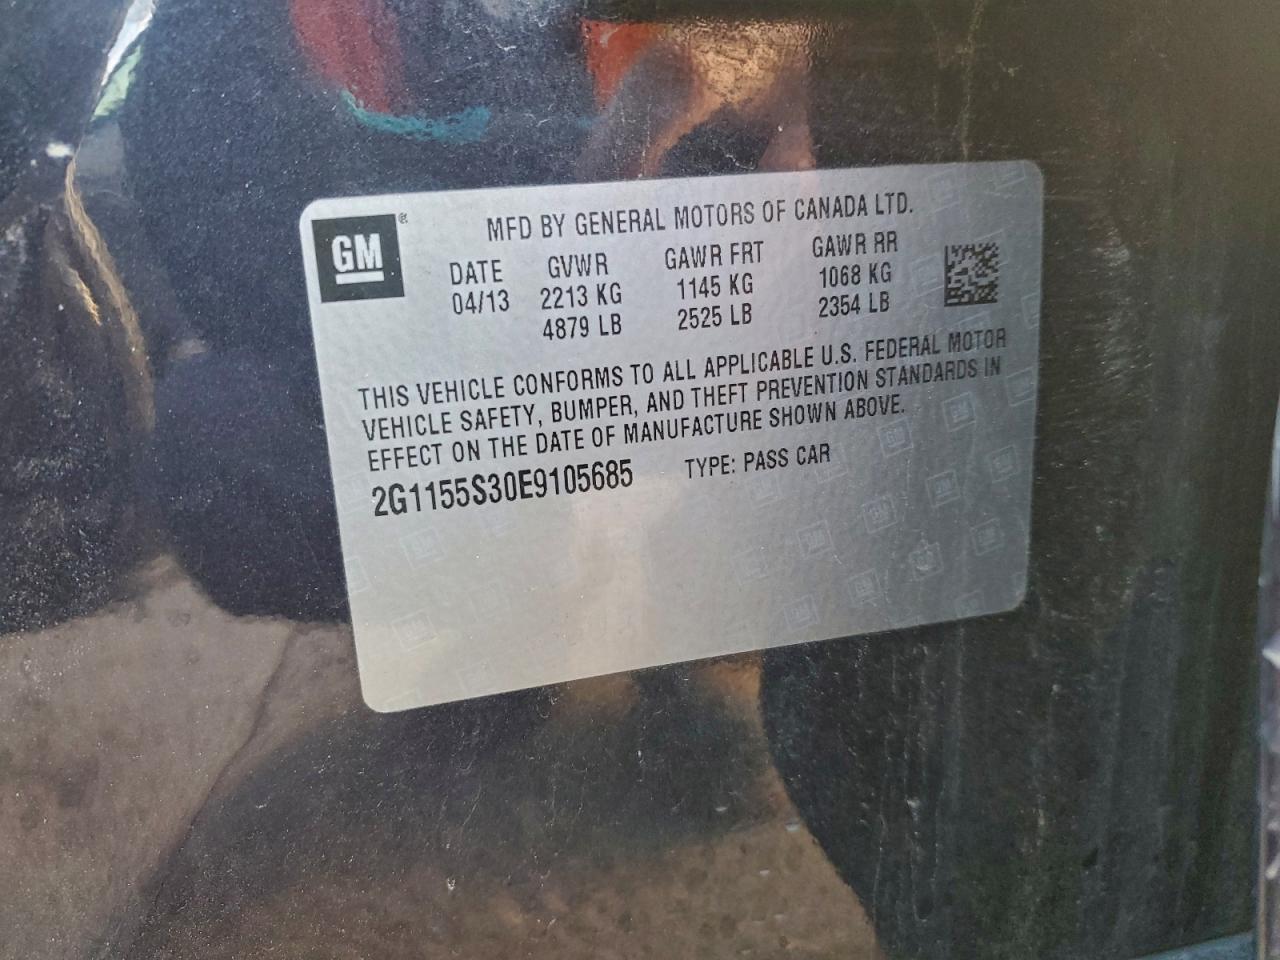 GM®
MFD BY GENERAL MOTORS OF CANADA LTD.
DATE GVWR GAWR FRT GAWR RR
04/13 2213 KG 1145 KG 1068 KG
4879 LB 2525 LB 2354 LB
THIS VEHICLE CONFORMS TO ALL APPLICABLE U.S. FEDERAL MOTOR
VEHICLE SAFETY, BUMPER, AND THEFT PREVENTION STANDARDS IN
EFFECT ON THE DATE OF MANUFACTURE SHOWN ABOVE.
2G1155S30E9105685 TYPE: PASS CAR